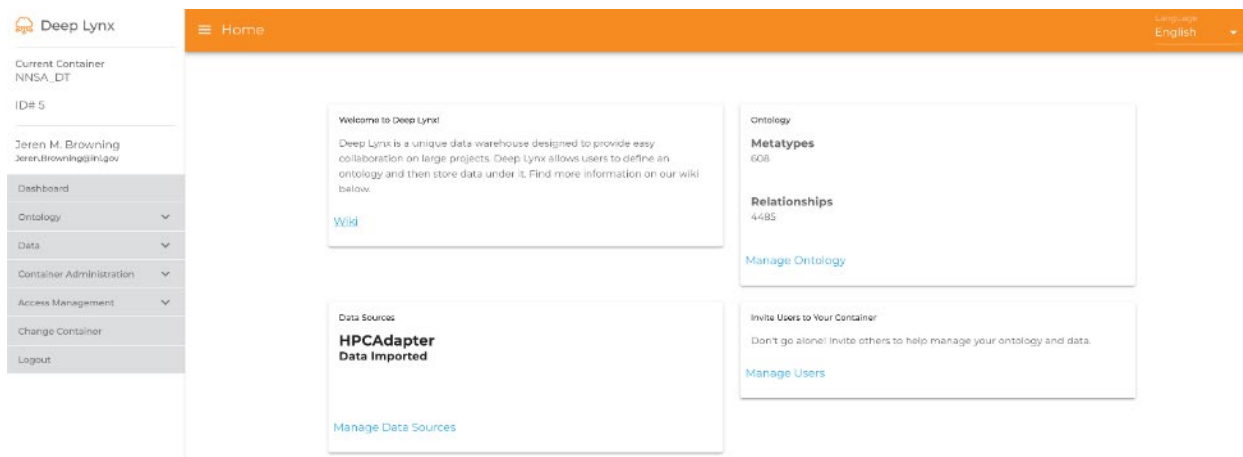 Deep Lynx
Current Container
NNSA_DT
ID# 5
Jeren M. Browning
Jeren.Browning@inl.gov
Dashboard
Ontology
Data
Container Administration
Access Management
Change Container
Logout
Home
Language
English
Welcome to Deep Lynx!
Deep Lynx is a unique data warehouse designed to provide easy
collaboration on large projects. Deep Lynx allows users to define an
ontology and then store data under it. Find more information on our wiki
below.
Wiki
Ontology
Metatypes
608
Relationships
4485
Manage Ontology
Data Sources
HPCAdapter
Data Imported
Manage Data Sources
Invite Users to Your Container
Don't go alone! Invite others to help manage your ontology and data.
Manage Users